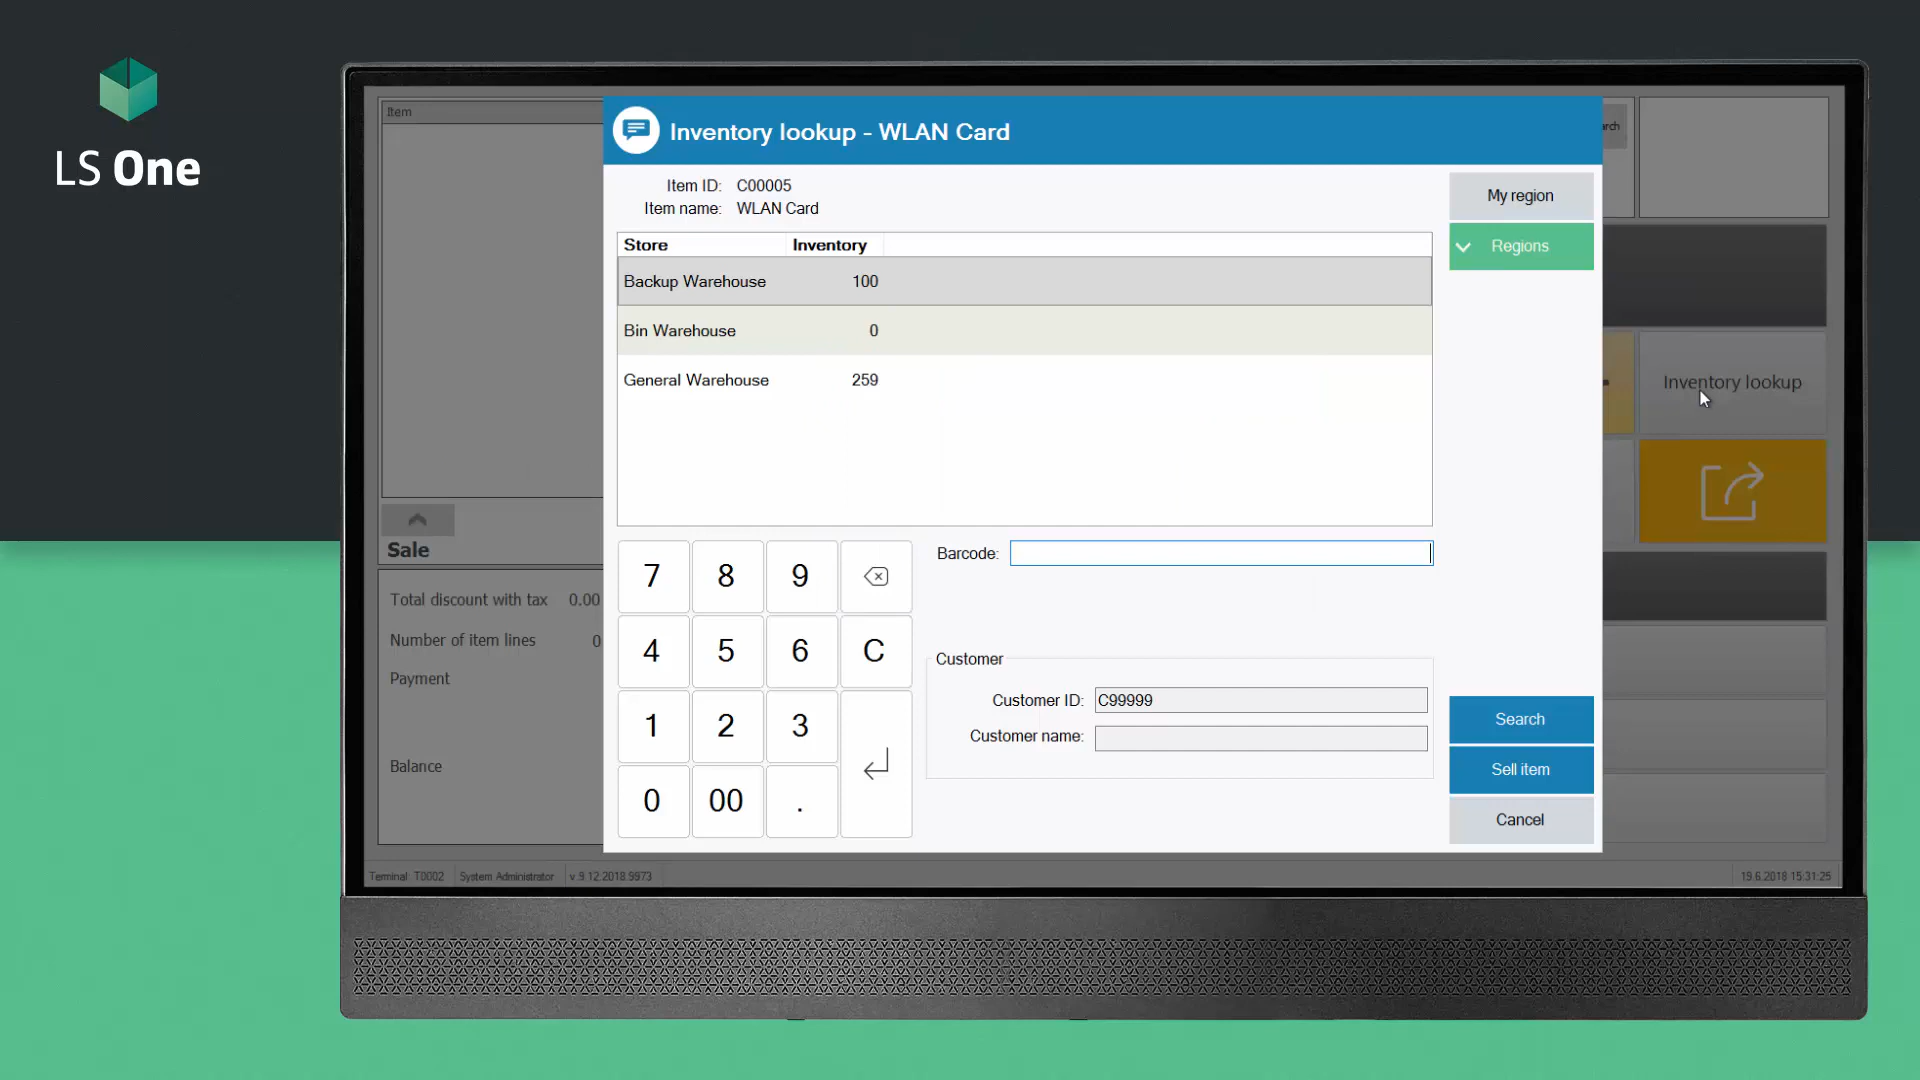 LS One
Item
Inventory lookup - WLAN Card
Item ID: C00005
Item name: WLAN Card
My region
Regions
Store Inventory
Backup Warehouse 100
Bin Warehouse 0
General Warehouse 259
Inventory lookup
Sale
Total discount with tax 0.00
Number of item lines 0
Payment
Balance
Barcode:
7 8 9
4 5 6 C
1 2 3
0 00 .
Customer
Customer ID: C99999
Customer name:
Search
Sell item
Cancel
Terminal: T0002 System Administrator v.9.12.2018.9973 19.6.2018 15:31:25